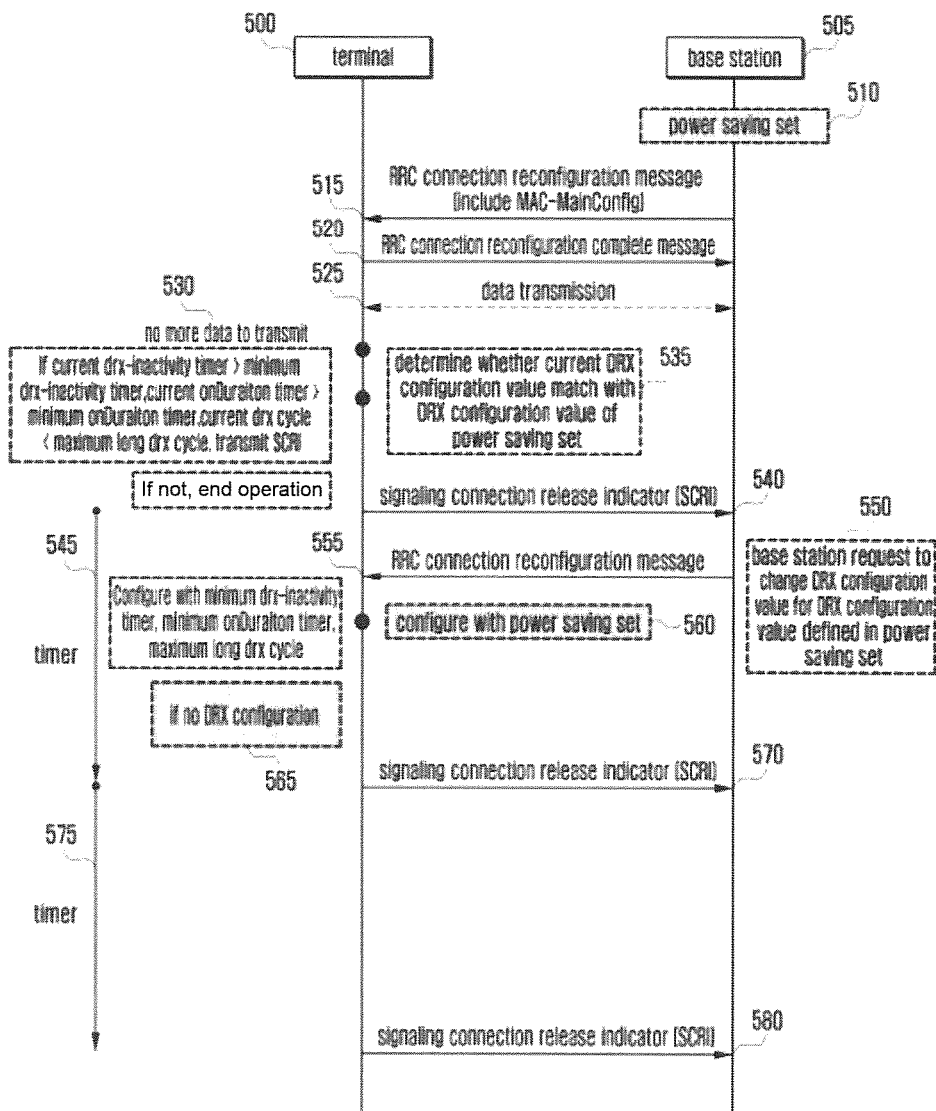 500
505
terminal
base station
510
power saving set
RRC connection reconfiguration message
(include MAC-MainConfig)
515
520
RRC connection reconfiguration complete message
525
data transmission
530
no more data to transmit
If current drx-inactivity timer > minimum
drx-inactivity timer,current onDuraiton timer >
minimum onDuraiton timer,current drx cycle
< maximum long drx cycle, transmit SCRI
determine whether current DRX
configuration value match with
DRX configuration value of
power saving set
535
If not, end operation
signaling connection release indicator (SCRI)
540
545
timer
550
base station request to
change DRX configuration
value for DRX configuration
value defined in power
saving set
555
RRC connection reconfiguration message
Configure with minimum drx-inactivity
timer, minimum onDuraiton timer,
maximum long drx cycle
configure with power saving set
560
if no DRX configuration
565
signaling connection release indicator (SCRI)
570
575
timer
signaling connection release indicator (SCRI)
580